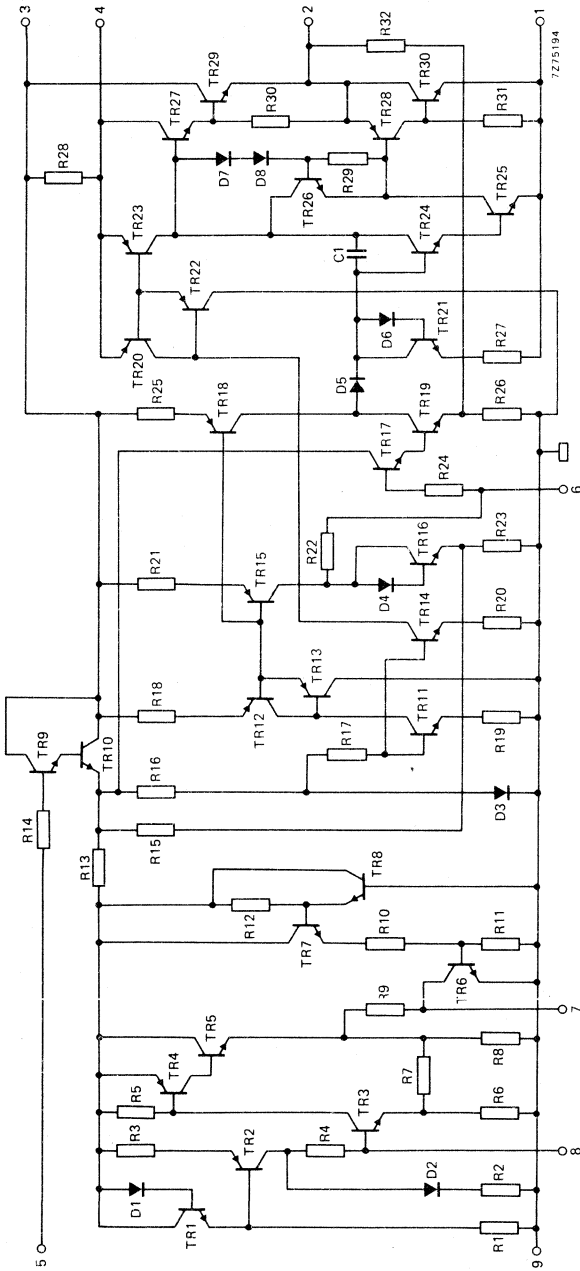 5
R14
TR9
TR10
3
4
2
1
D1
R3
R5
TR4
TR5
R13
R15
R16
R18
R21
R25
R28
TR1
TR2
R4
TR3
R7
R9
R12
TR7
TR8
R10
TR6
R11
R17
TR12
TR13
TR15
TR18
TR20
TR22
TR23
TR27
TR29
D7
D8
R30
TR26
R29
TR28
R32
TR30
C1
TR24
TR25
R31
D2
R1
R2
R6
R8
D3
TR11
R19
TR14
R20
D4
TR16
R22
R23
TR17
R24
TR19
R26
D5
D6
TR21
R27
9
8
7
6
7Z75194